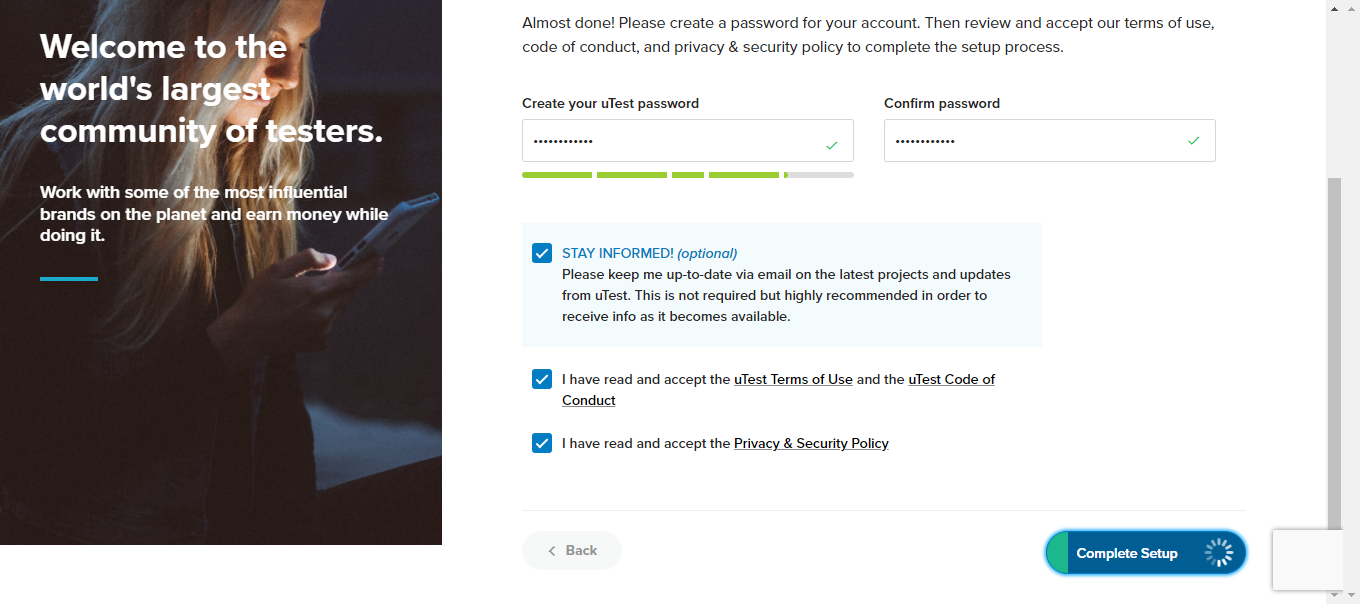 Welcome to the
world's largest
community of testers.
Work with some of the most influential
brands on the planet and earn money while
doing it.
Almost done! Please create a password for your account. Then review and accept our terms of use,
code of conduct, and privacy & security policy to complete the setup process.
Create your uTest password
Confirm password
••••••••••••
••••••••••••
STAY INFORMED! (optional)
Please keep me up-to-date via email on the latest projects and updates
from uTest. This is not required but highly recommended in order to
receive info as it becomes available.
I have read and accept the uTest Terms of Use and the uTest Code of
Conduct
I have read and accept the Privacy & Security Policy
Back
Complete Setup